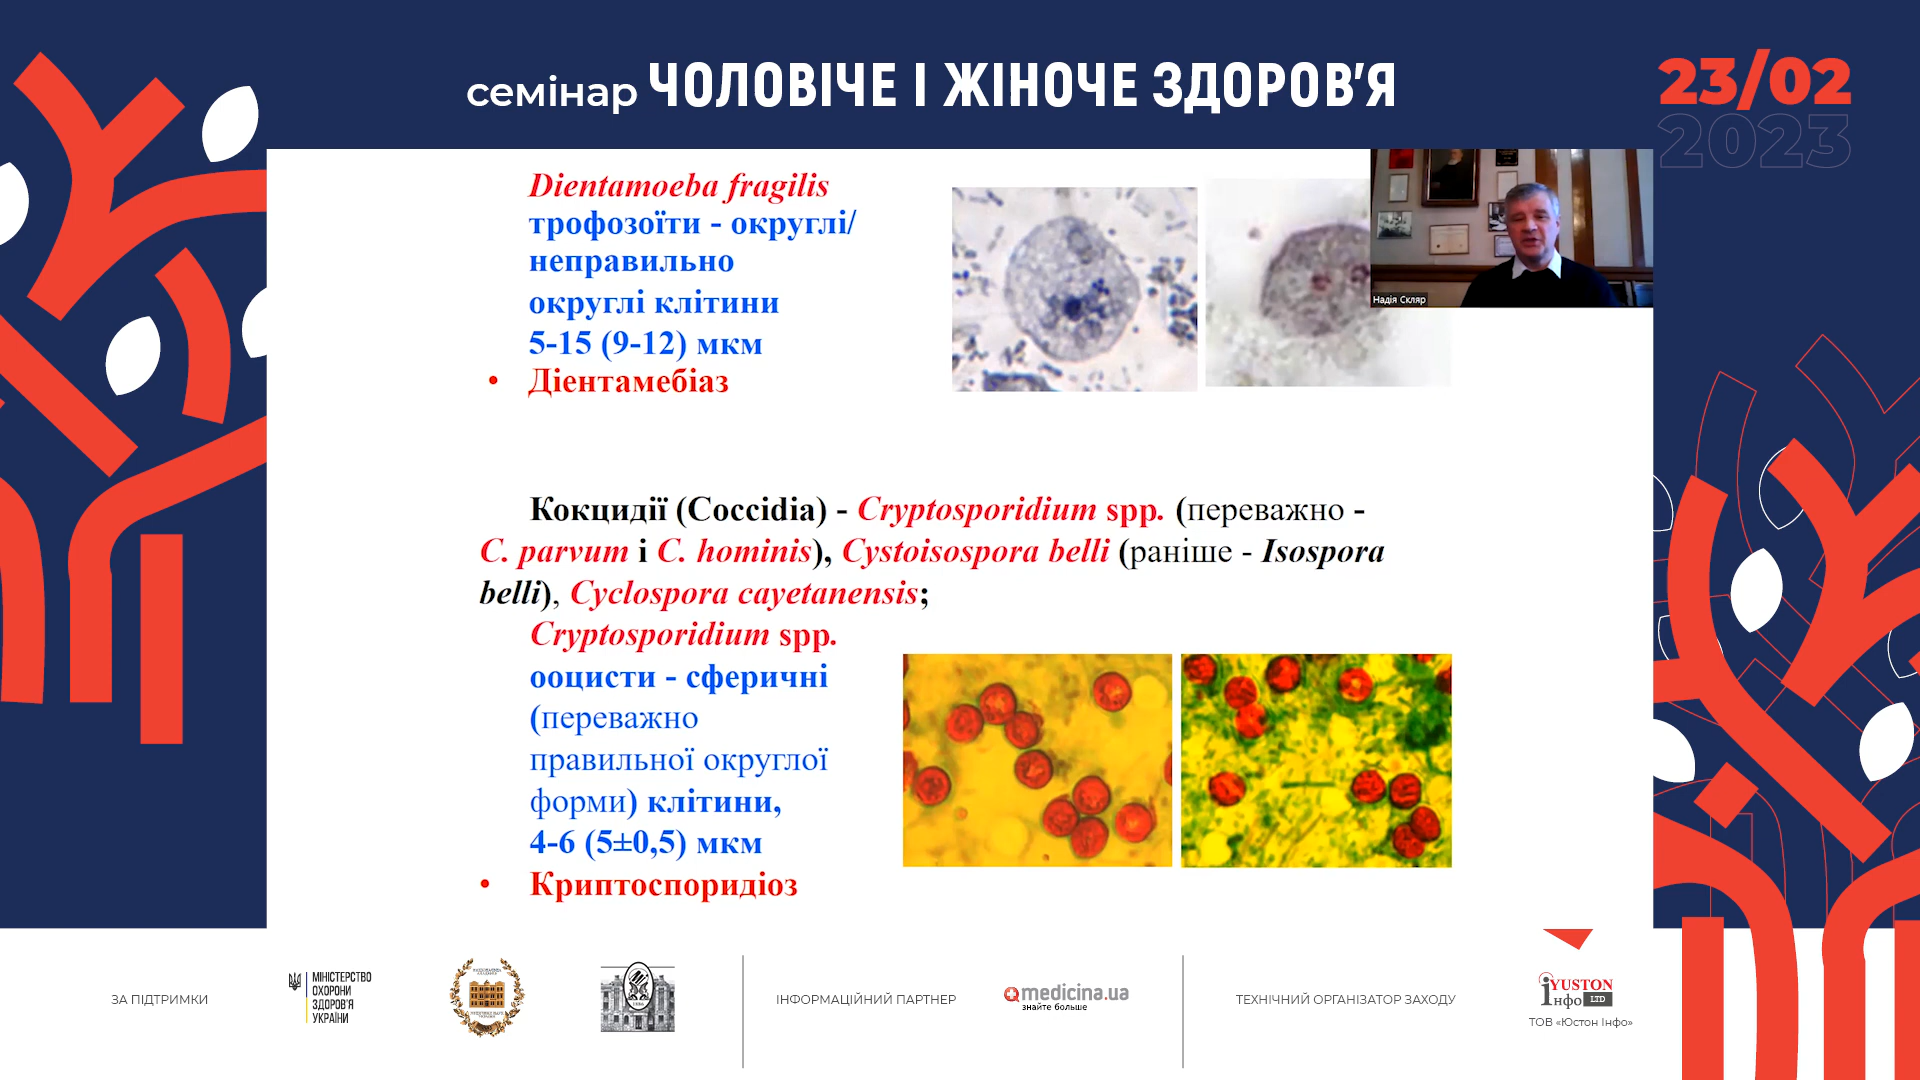 семінар ЧОЛОВІЧЕ І ЖІНОЧЕ ЗДОРОВ'Я
23/02
2023
Dientamoeba fragilis
трофозоїти - округлі/
неправильно
округлі клітини
5-15 (9-12) мкм
• Дієнтамебіаз
Надія Скляр
Кокцидії (Coccidia) - Cryptosporidium spp. (переважно -
C. parvum і C. hominis), Cystoisospora belli (раніше - Isospora
belli), Cyclospora cayetanensis;
Cryptosporidium spp.
ооцисти - сферичні
(переважно
правильної округлої
форми) клітини,
4-6 (5±0,5) мкм
• Криптоспоридіоз
ЗА ПІДТРИМКИ
МІНІСТЕРСТВО
ОХОРОНИ
ЗДОРОВ'Я
УКРАЇНИ
ІНФОРМАЦІЙНИЙ ПАРТНЕР
medicina.ua
знайте больше
ТЕХНІЧНИЙ ОРГАНІЗАТОР ЗАХОДУ
iYUSTON
Інфо LTD
ТОВ «Юстон Інфо»